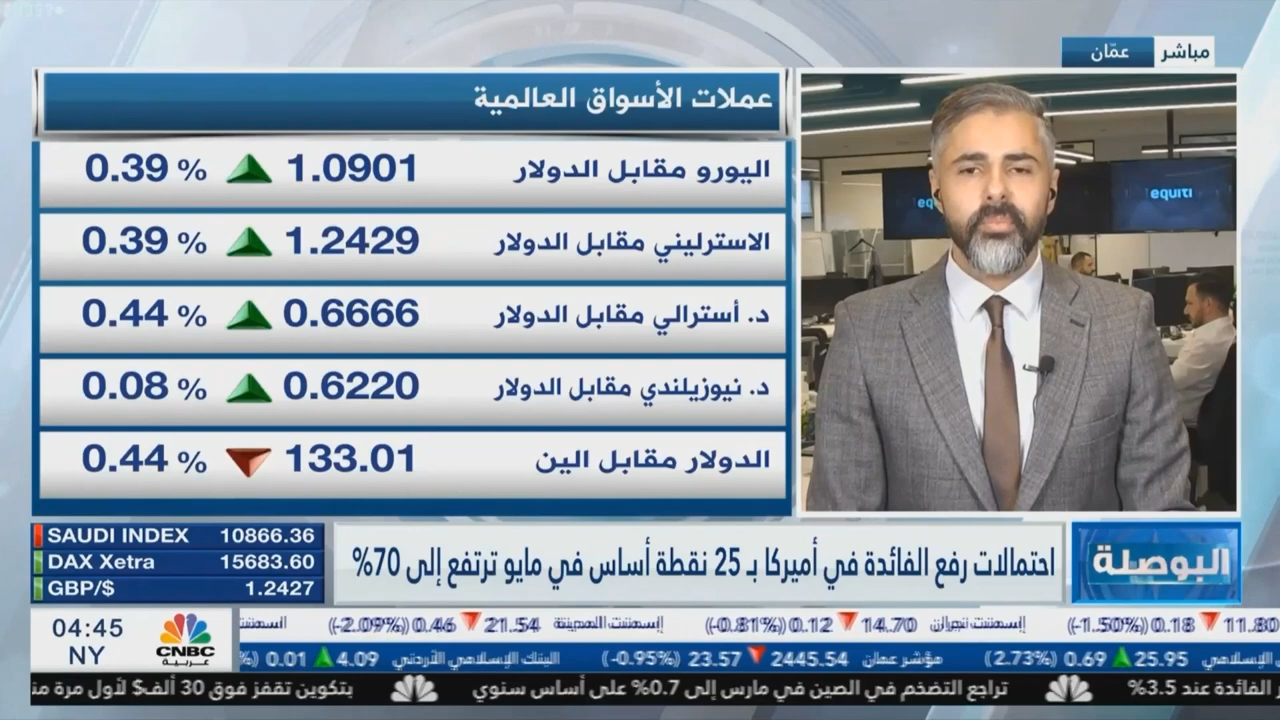 مباشر عمّان
عملات الأسواق العالمية
اليورو مقابل الدولار 1.0901 0.39 %
الاسترليني مقابل الدولار 1.2429 0.39 %
د. أسترالي مقابل الدولار 0.6666 0.44 %
د. نيوزيلندي مقابل الدولار 0.6220 0.08 %
الدولار مقابل الين 133.01 0.44 %
equiti
البوصلة
احتمالات رفع الفائدة في أميركا بـ 25 نقطة أساس في مايو ترتفع إلى 70%
SAUDI INDEX 10866.36
DAX Xetra 15683.60
GBP/$ 1.2427
04:45
NY
CNBC
عربية
11.80 0.18 (-1.50%) إسمنت نجران 14.70 0.12 (-0.81%) إسمنت المدينة 21.54 0.46 (-2.09%)
الإسلامي 25.95 0.69 (2.73%) مؤشر عمان 2445.54 23.57 (-0.95%) البنك الإسلامي الأردني 4.09 0.01
الفائدة عند 3.5% تراجع التضخم في الصين في مارس إلى 0.7% على أساس سنوي بتكوين تقفز فوق 30 ألف$ لأول مرة